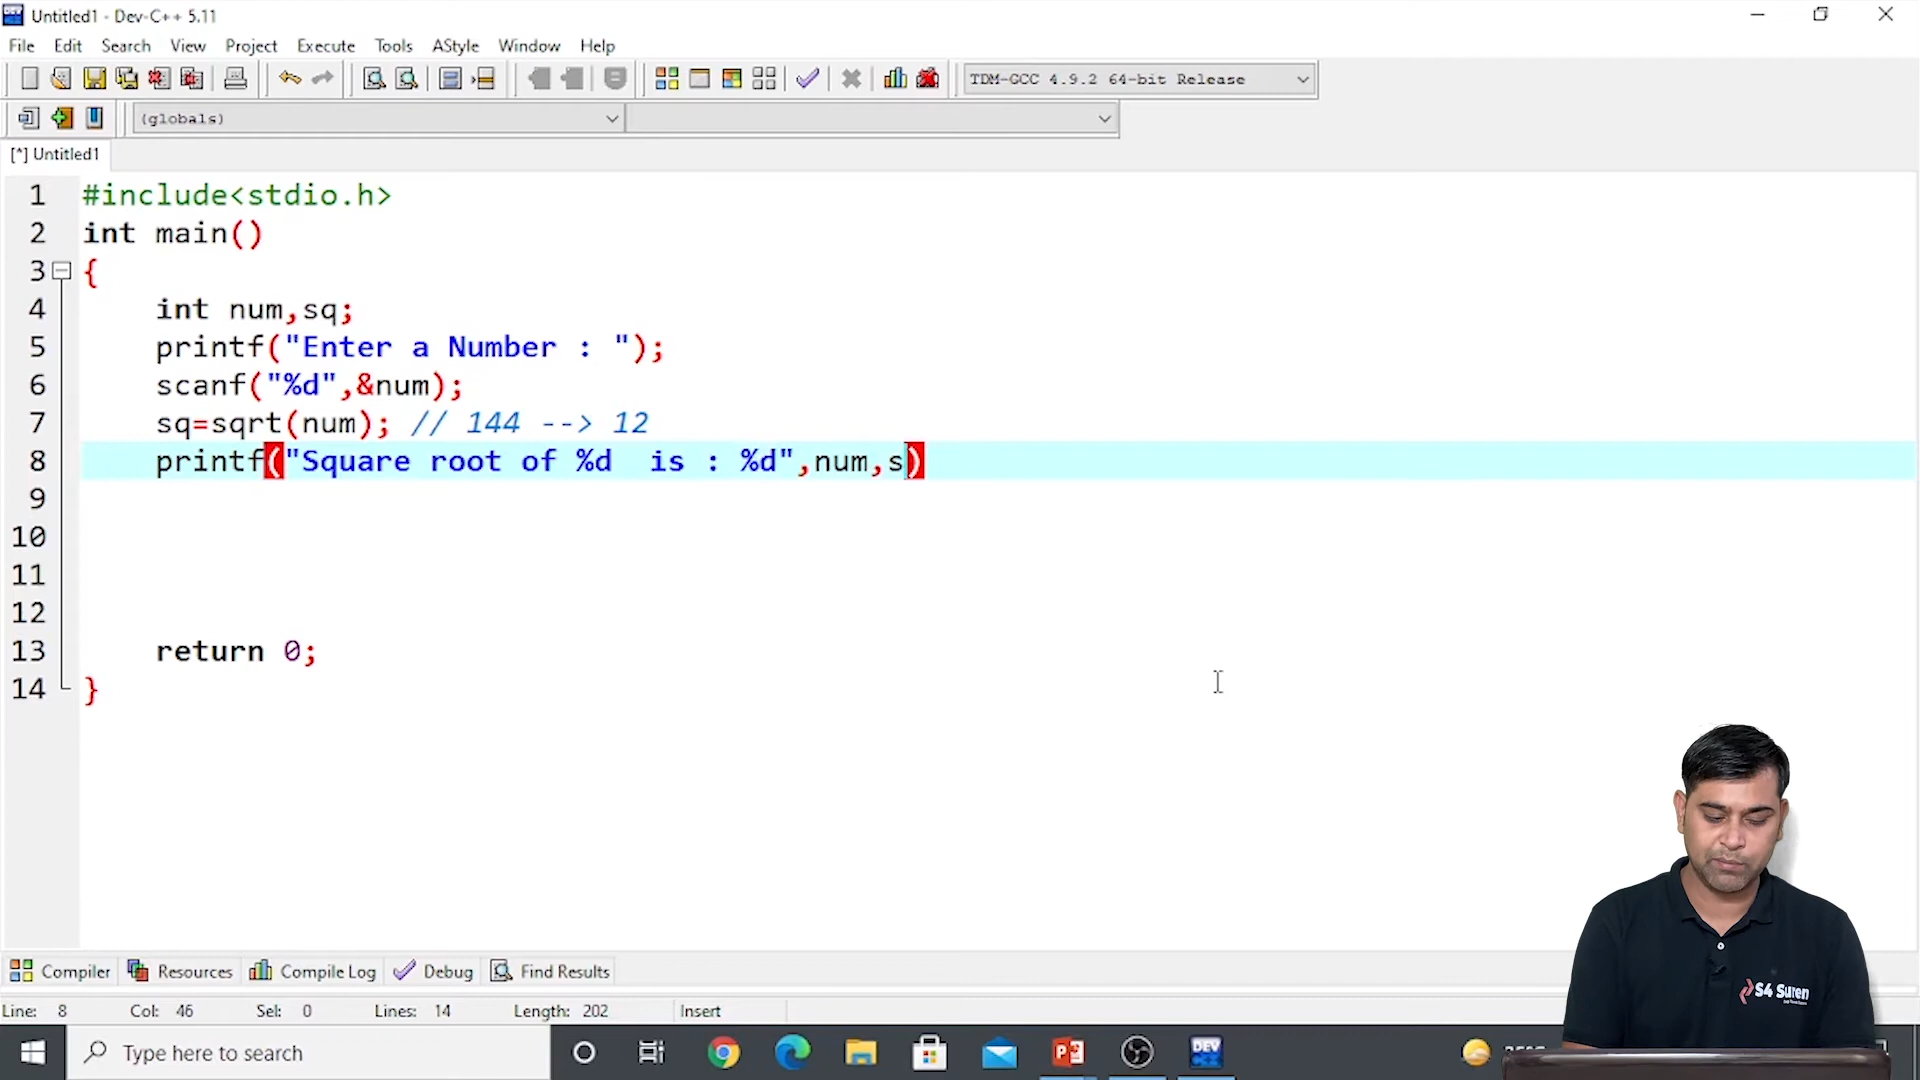 Untitled1 - Dev-C++ 5.11
File Edit Search View Project Execute Tools AStyle Window Help
TDM-GCC 4.9.2 64-bit Release
(globals)
[*] Untitled1
1 #include<stdio.h>
2 int main()
3 {
4 int num,sq;
5 printf("Enter a Number : ");
6 scanf("%d",&num);
7 sq=sqrt(num); // 144 --> 12
8 printf("Square root of %d  is : %d",num,s)
9
10
11
12
13 return 0;
14 }
S4 Suren
Compiler Resources Compile Log Debug Find Results
Line: 8 Col: 46 Sel: 0 Lines: 14 Length: 202 Insert
Type here to search
DEV